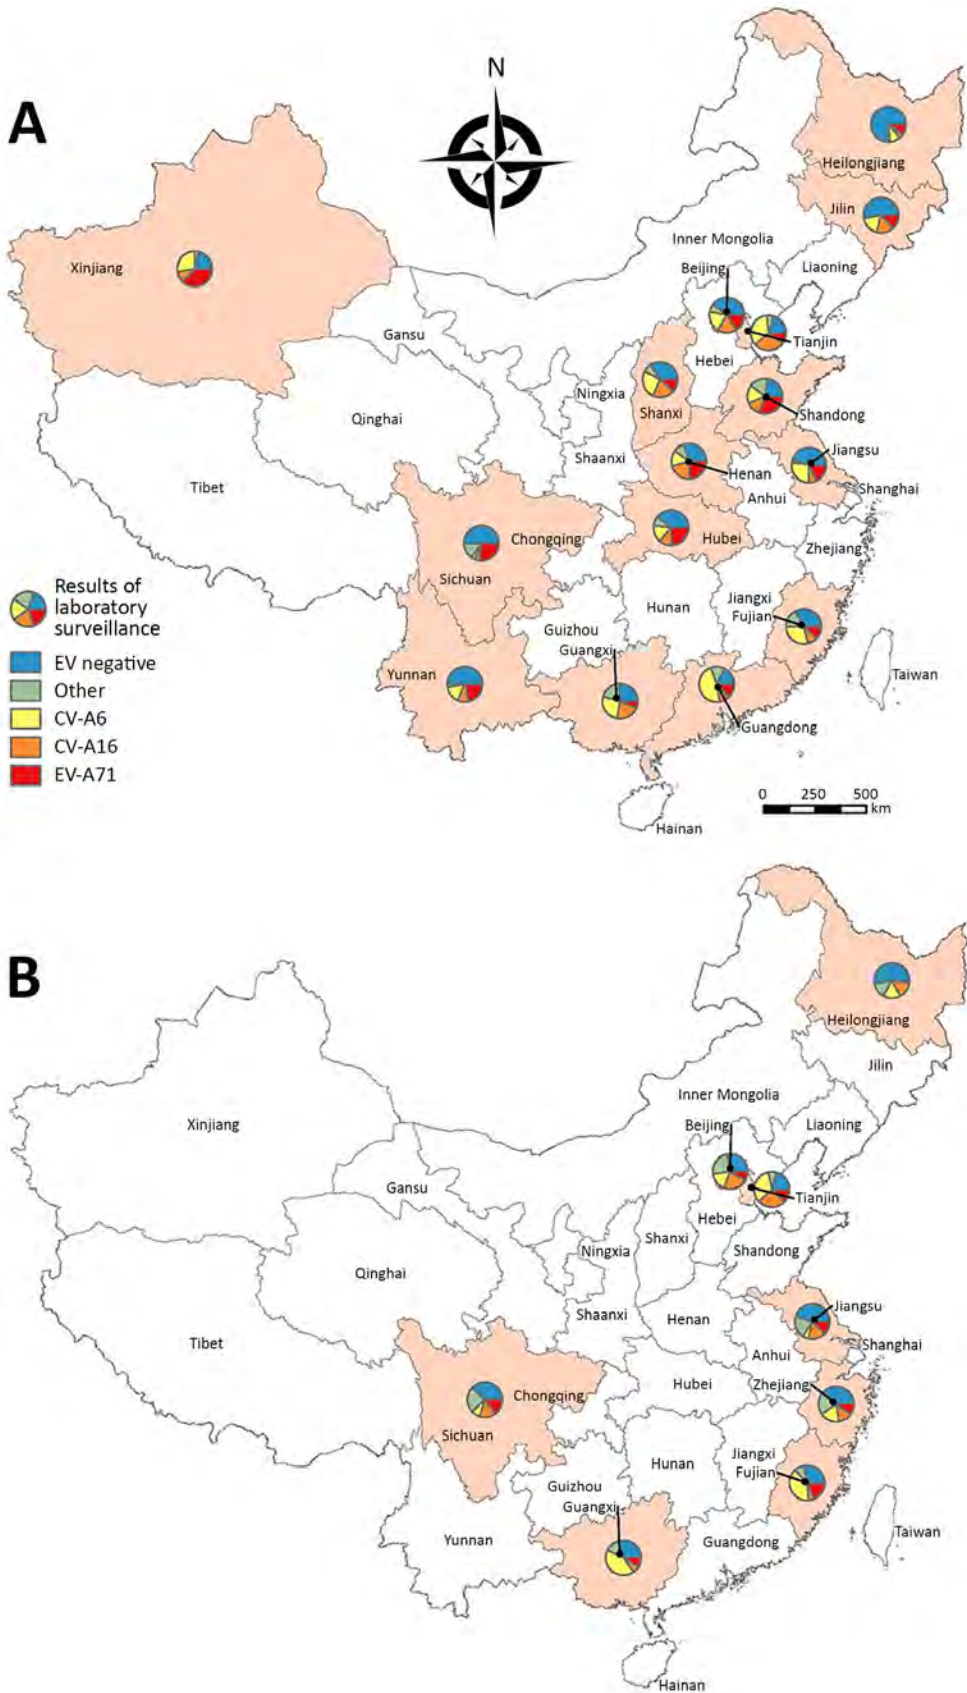 A
N
Heilongjiang
Jilin
Inner Mongolia
Beijing
Liaoning
Xinjiang
Gansu
Tianjin
Hebei
Ningxia
Shanxi
Shandong
Qinghai
Jiangsu
Shaanxi
Henan
Tibet
Anhui
Shanghai
Chongqing
Hubei
Zhejiang
Sichuan
Results of
laboratory
surveillance
Hunan
Jiangxi
Fujian
Guizhou
Guangxi
EV negative
Yunnan
Taiwan
Other
CV-A6
Guangdong
CV-A16
EV-A71
0 250 500
km
Hainan
B
Heilongjiang
Jilin
Inner Mongolia
Beijing
Liaoning
Xinjiang
Gansu
Tianjin
Hebei
Shanxi
Ningxia
Shandong
Qinghai
Jiangsu
Shaanxi
Henan
Tibet
Shanghai
Anhui
Hubei
Zhejiang
Chongqing
Sichuan
Jiangxi
Hunan
Fujian
Guizhou
Guangxi
Yunnan
Guangdong
Taiwan
Hainan